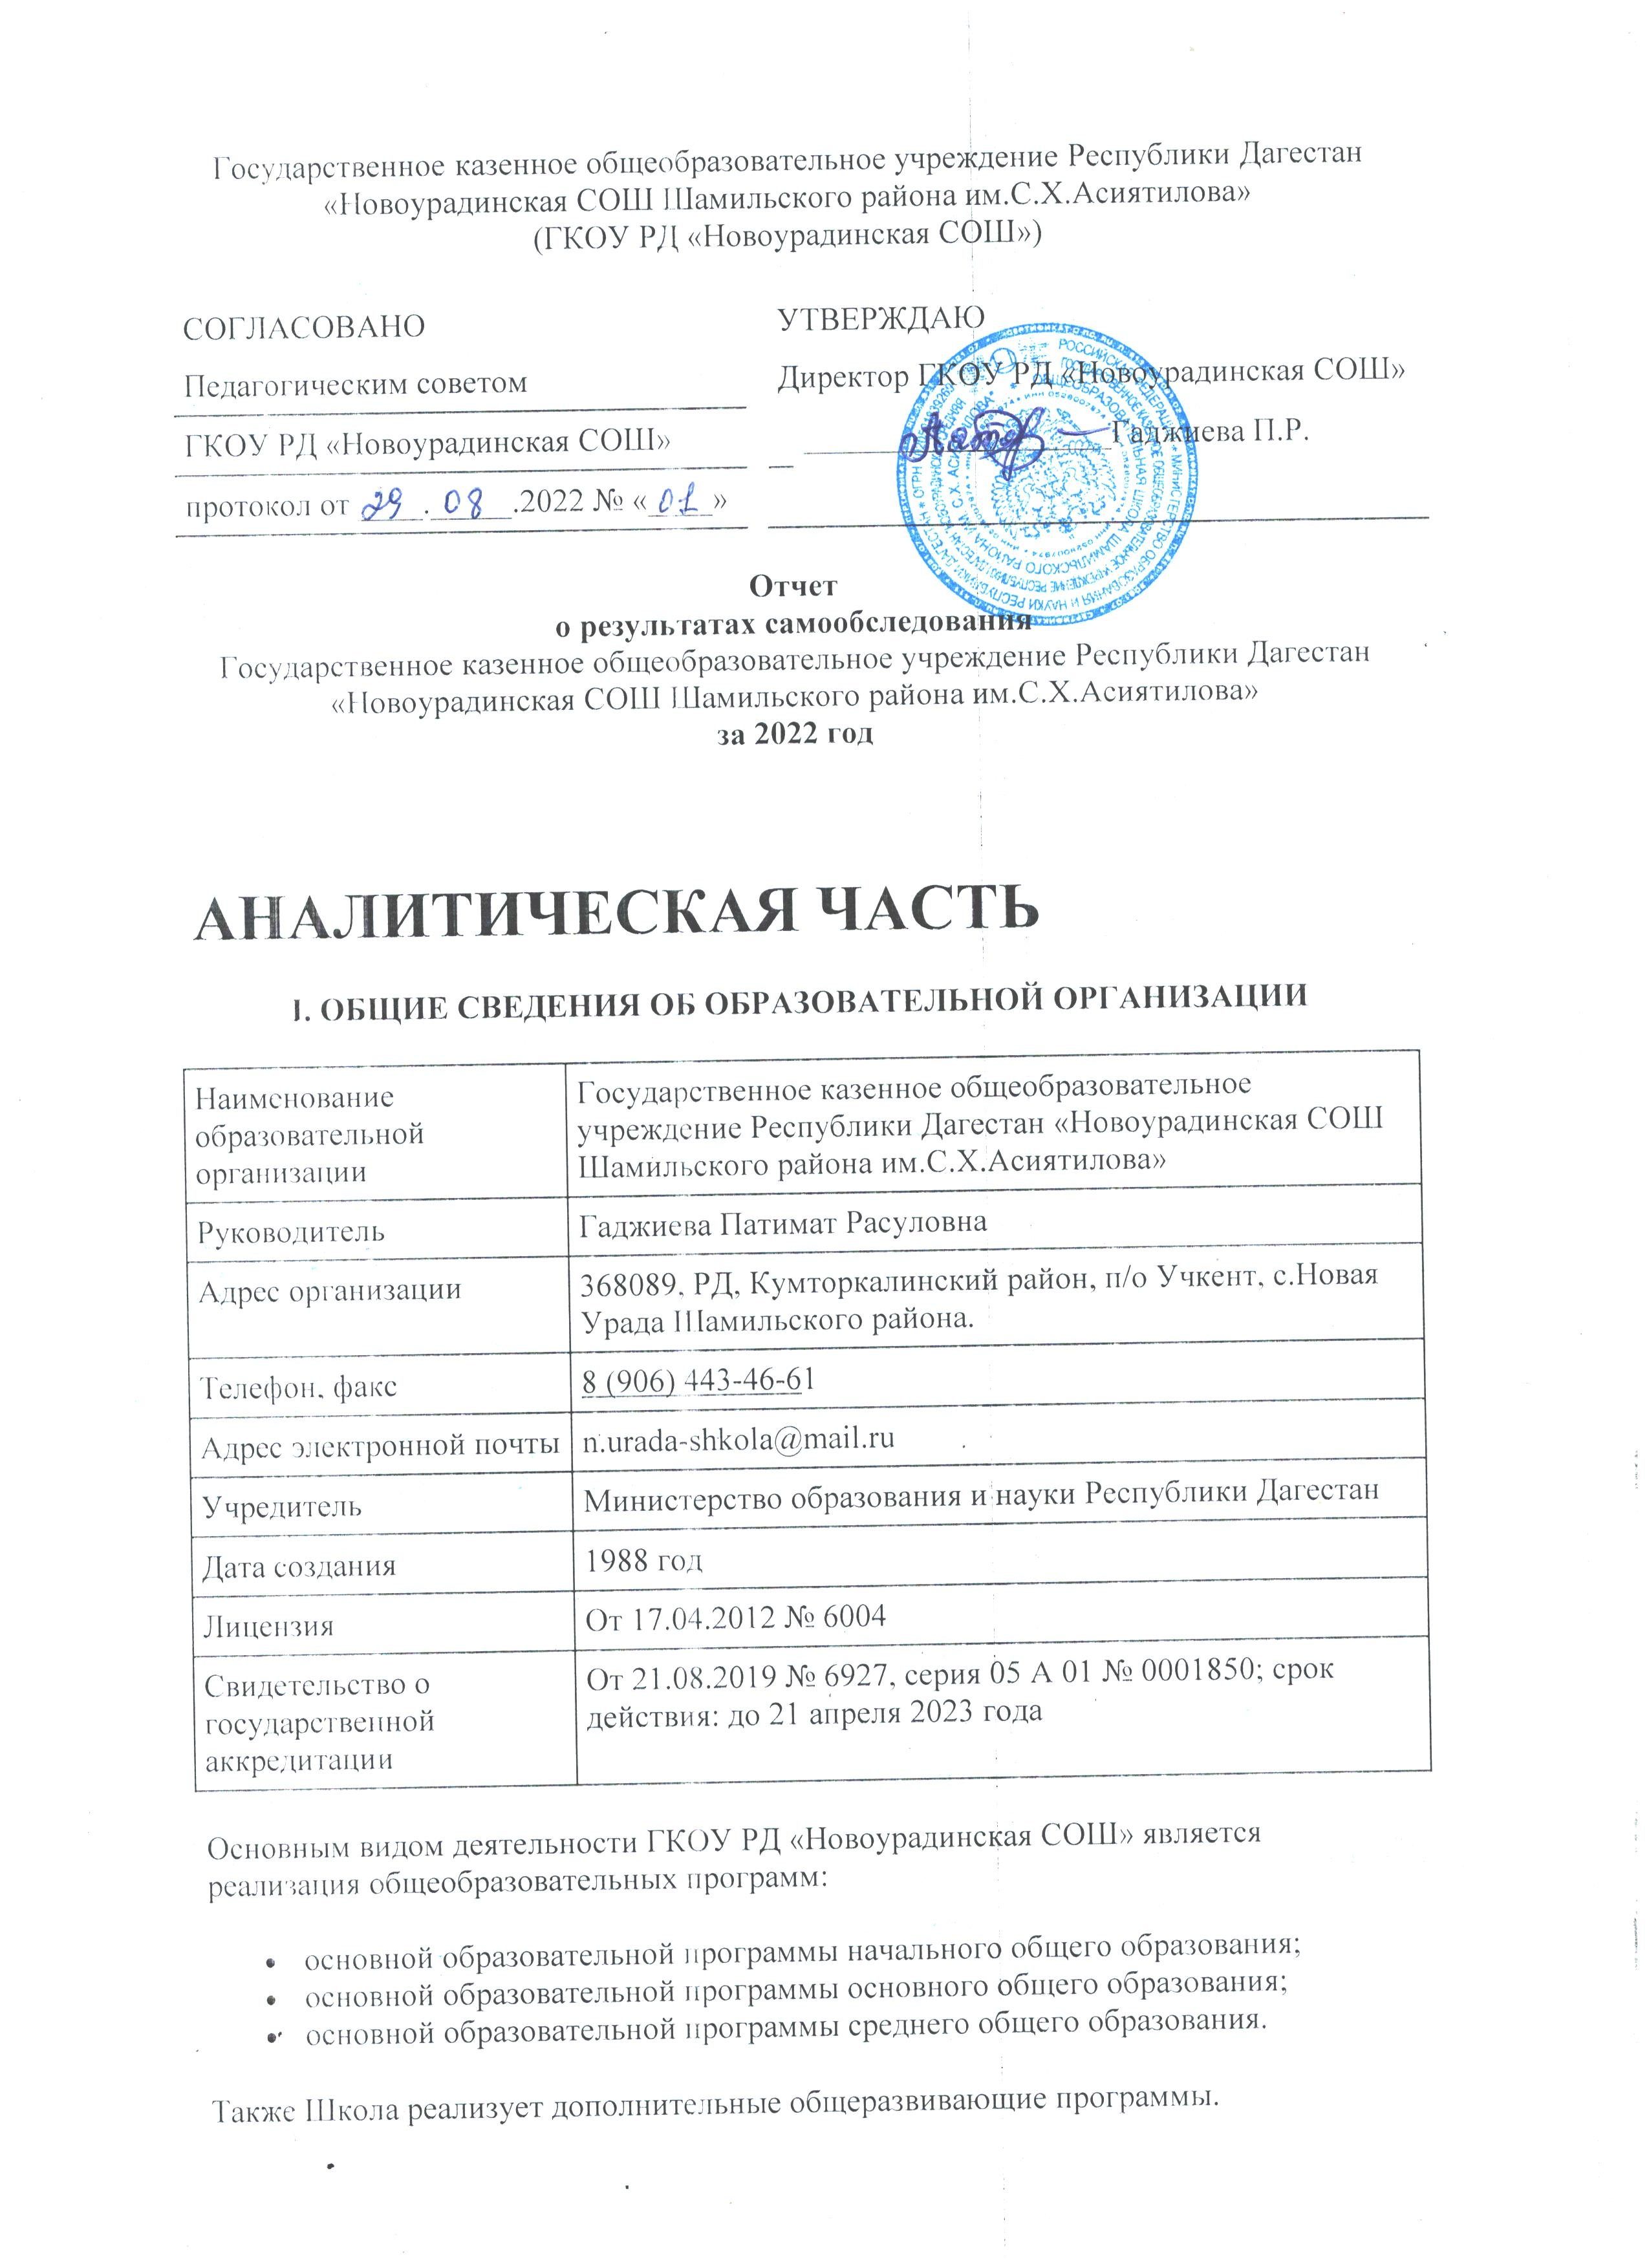 Государственное казенное общеобразовательное учреждение Республики Дагестан
«Новоурадинская СОШ Шамильского района им.С.Х.Асиятилова»
(ГКОУ РД «Новоурадинская СОШ»)
СОГЛАСОВАНО
Педагогическим советом
ГКОУ РД «Новоурадинская СОШ»
протокол от 29.08.2022 № «01»
УТВЕРЖДАЮ
Директор ГКОУ РД «Новоурадинская СОШ»
Гаджиева П.Р.
РОССИЙСКАЯ ФЕДЕРАЦИЯ * МИНИСТЕРСТВО ОБРАЗОВАНИЯ И НАУКИ РЕСПУБЛИКИ ДАГЕСТАН * ОГРН
Отчет
о результатах самообследования
Государственное казенное общеобразовательное учреждение Республики Дагестан
«Новоурадинская СОШ Шамильского района им.С.Х.Асиятилова»
за 2022 год
АНАЛИТИЧЕСКАЯ ЧАСТЬ
I. ОБЩИЕ СВЕДЕНИЯ ОБ ОБРАЗОВАТЕЛЬНОЙ ОРГАНИЗАЦИИ
Наименование
образовательной
организации
Государственное казенное общеобразовательное
учреждение Республики Дагестан «Новоурадинская СОШ
Шамильского района им.С.Х.Асиятилова»
Руководитель
Гаджиева Патимат Расуловна
Адрес организации
368089, РД, Кумторкалинский район, п/о Учкент, с.Новая
Урада Шамильского района.
Телефон, факс
8 (906) 443-46-61
Адрес электронной почты
n.urada-shkola@mail.ru
Учредитель
Министерство образования и науки Республики Дагестан
Дата создания
1988 год
Лицензия
От 17.04.2012 № 6004
Свидетельство о
государственной
аккредитации
От 21.08.2019 № 6927, серия 05 А 01 № 0001850; срок
действия: до 21 апреля 2023 года
Основным видом деятельности ГКОУ РД «Новоурадинская СОШ» является
реализация общеобразовательных программ:
• основной образовательной программы начального общего образования;
• основной образовательной программы основного общего образования;
• основной образовательной программы среднего общего образования.
Также Школа реализует дополнительные общеразвивающие программы.